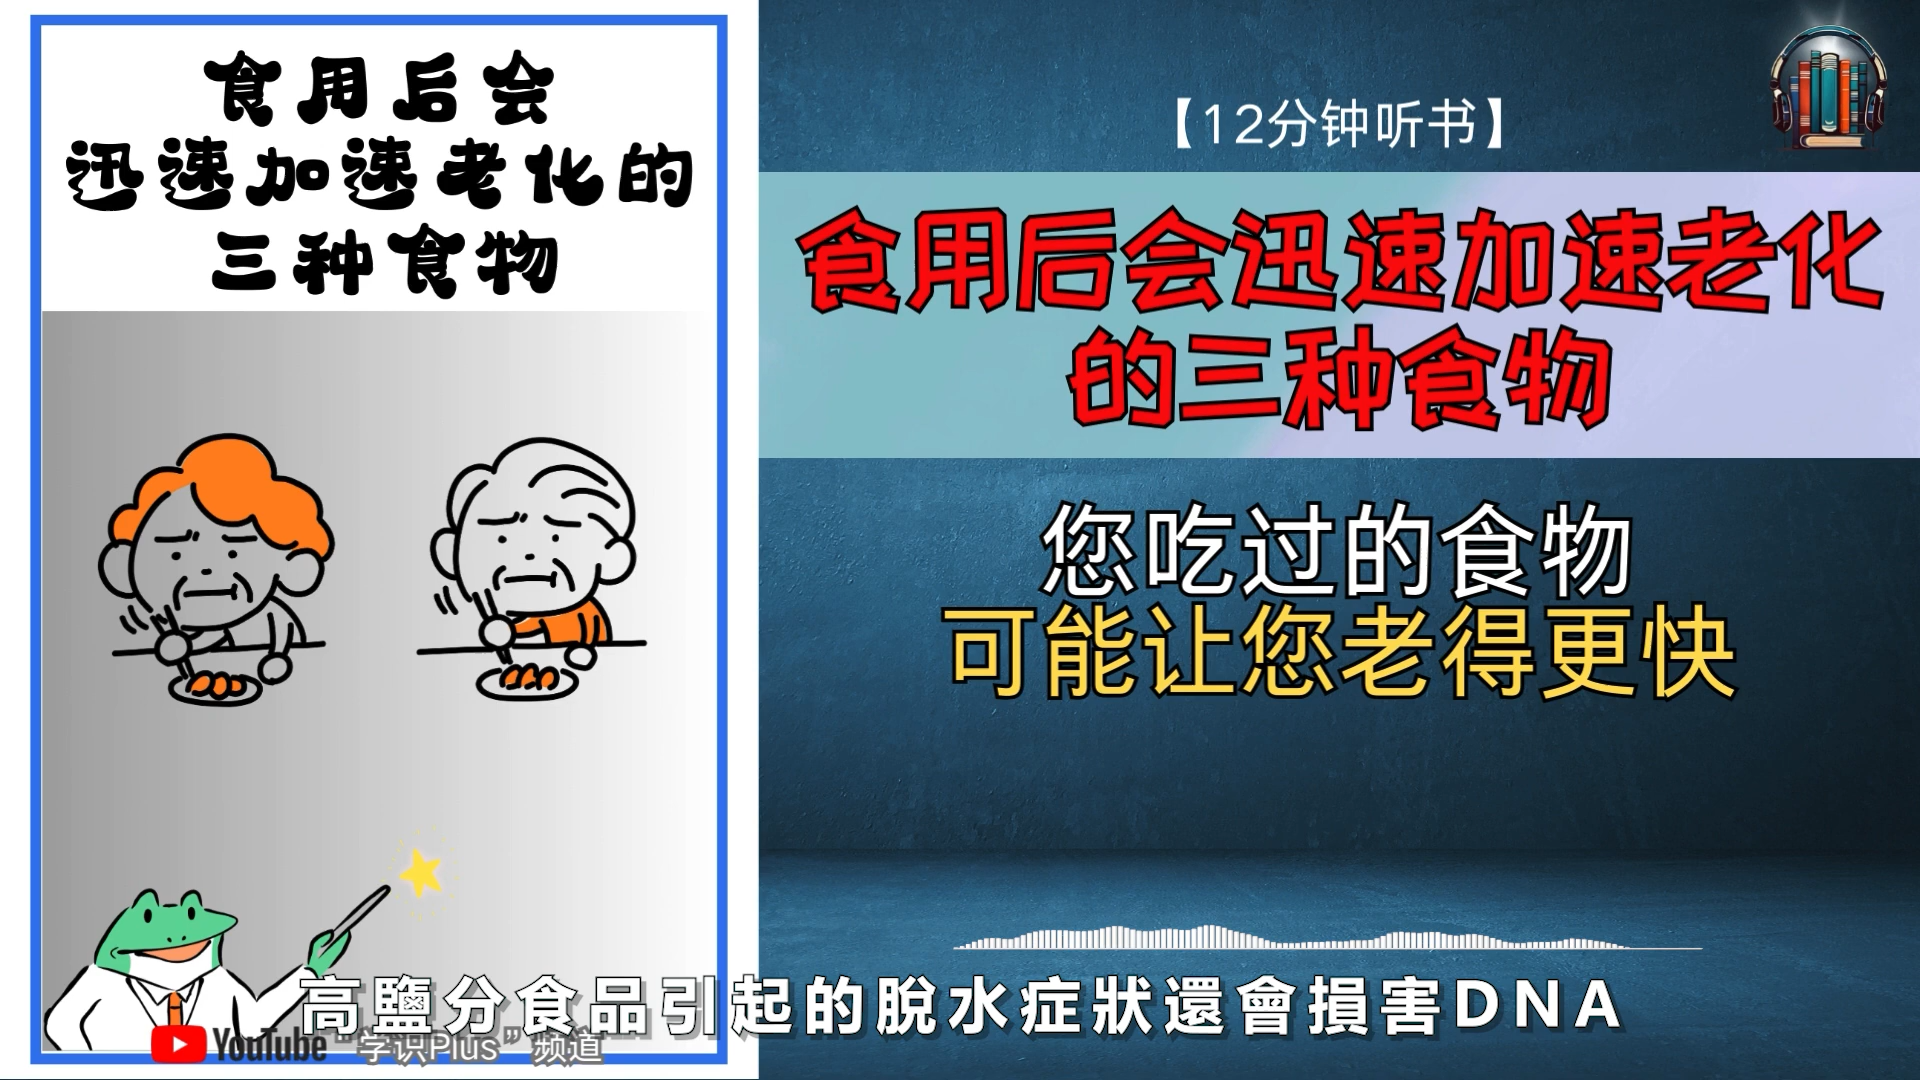 食用后会
迅速加速老化的
三种食物
【12分钟听书】
食用后会迅速加速老化
的三种食物
您吃过的食物
可能让您老得更快
高鹽分食品引起的脫水症狀還會損害DNA
YouTube “学识Plus” 频道